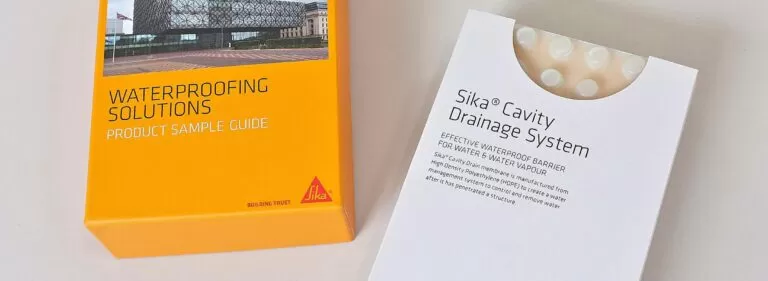 WATERPROOFING
SOLUTIONS
PRODUCT SAMPLE GUIDE
Sika
BUILDING TRUST
Sika® Cavity
Drainage System
EFFECTIVE WATERPROOF BARRIER
FOR WATER & WATER VAPOUR
Sika® Cavity Drain membrane is manufactured from
High Density Polyethylene (HDPE) to create a water
management system to control and remove water
after it has penetrated a structure.